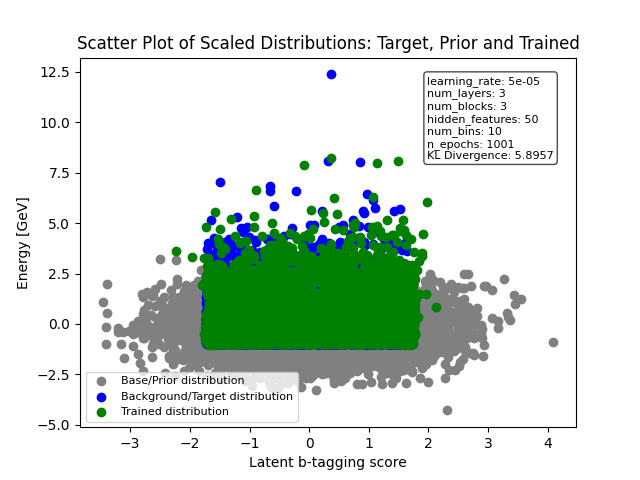 Scatter Plot of Scaled Distributions: Target, Prior and Trained
12.5
10.0
7.5
5.0
2.5
0.0
−2.5
−5.0
Energy [GeV]
learning_rate: 5e-05
num_layers: 3
num_blocks: 3
hidden_features: 50
num_bins: 10
n_epochs: 1001
KL Divergence: 5.8957
Base/Prior distribution
Background/Target distribution
Trained distribution
−3 −2 −1 0 1 2 3 4
Latent b-tagging score